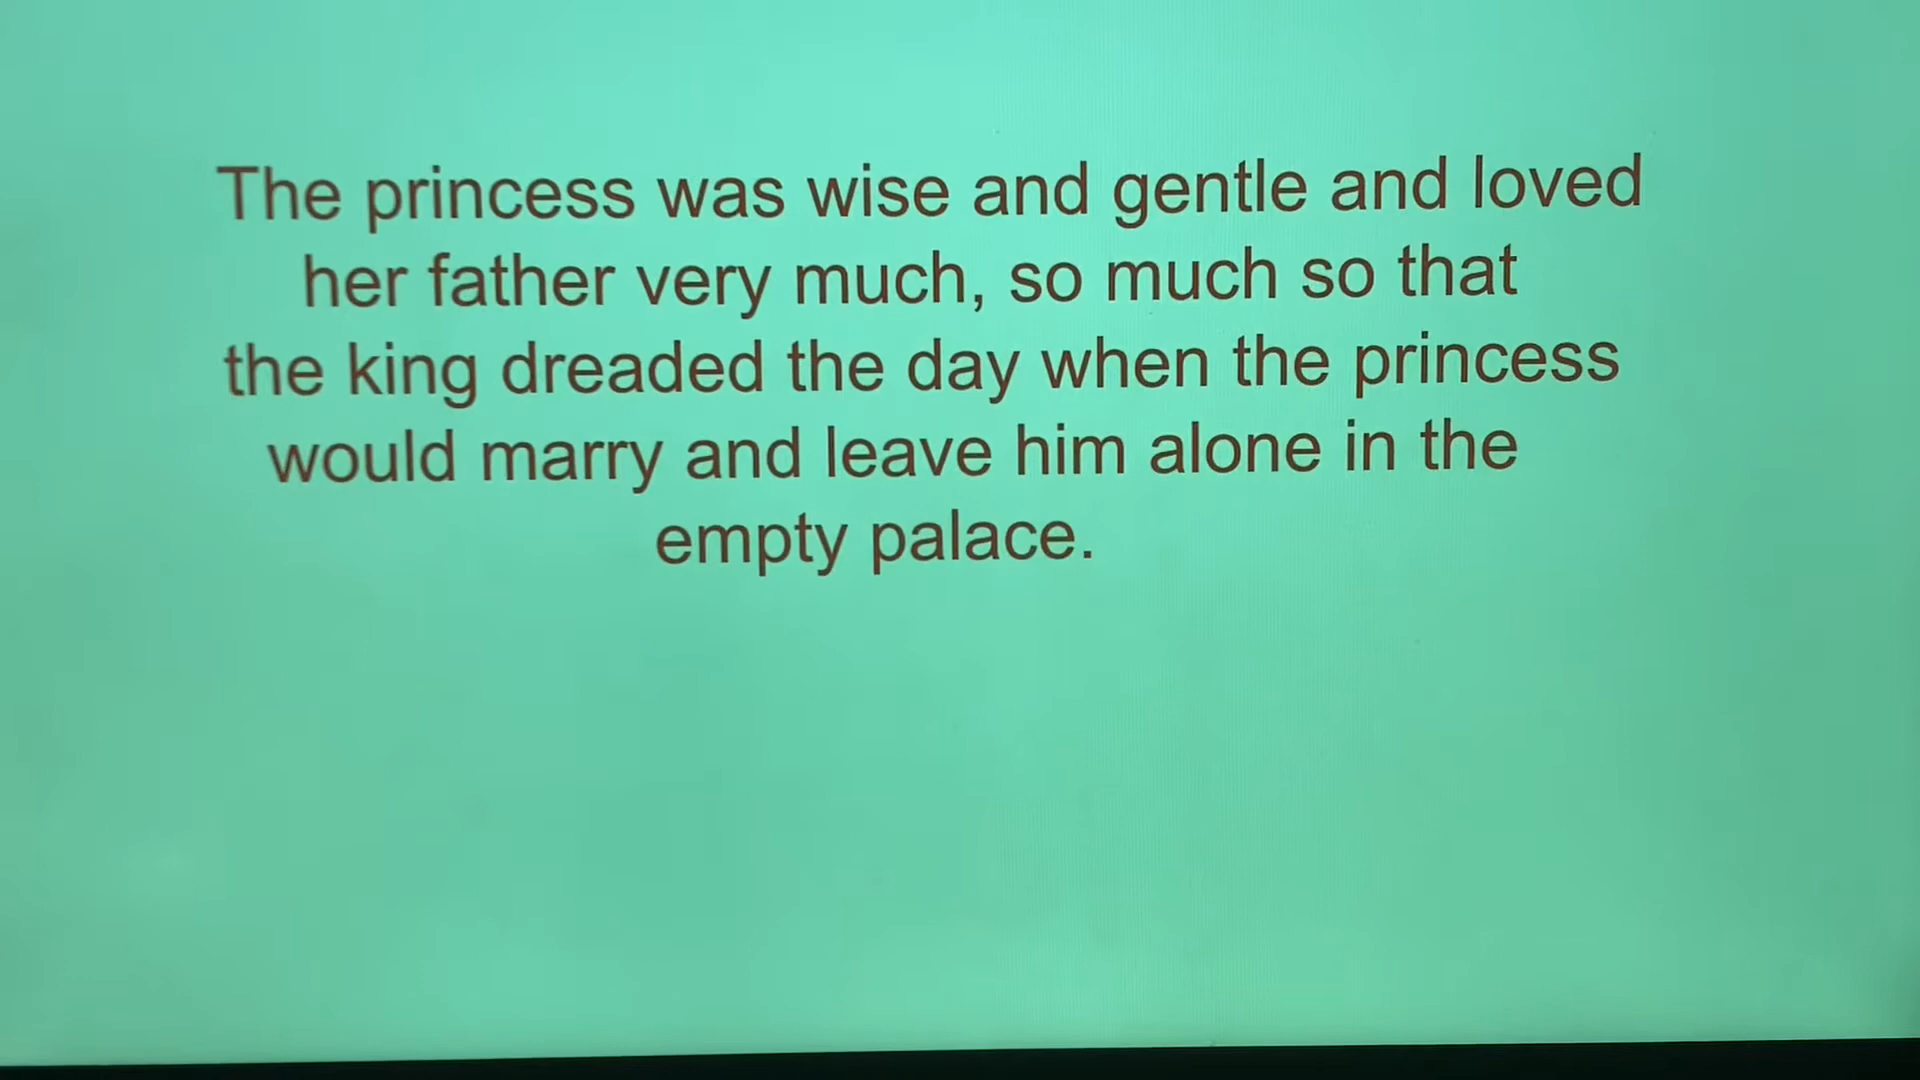 The princess was wise and gentle and loved
her father very much, so much so that
the king dreaded the day when the princess
would marry and leave him alone in the
empty palace.